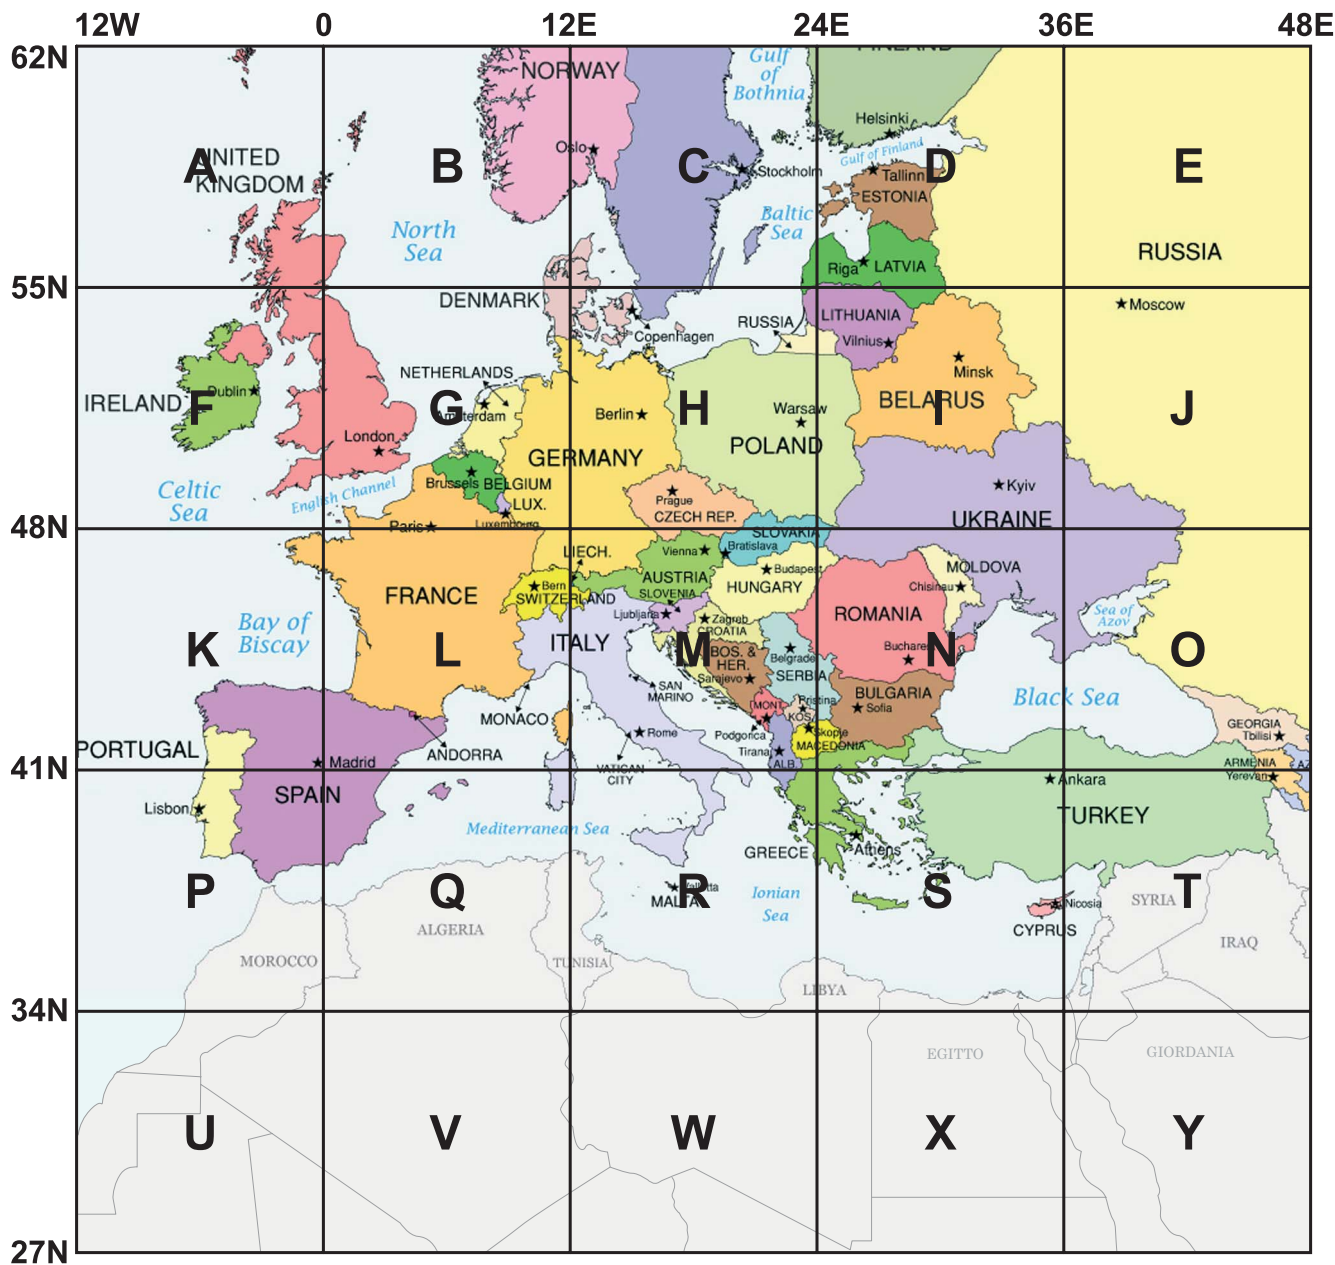 12W 0 12E 24E 36E 48E
62N
FINLAND
Gulf
of
Bothnia
NORWAY
Helsinki
Oslo
Gulf of Finland
A B C D E
UNITED
KINGDOM
Stockholm
Tallinn
ESTONIA
North
Sea
Baltic
Sea
RUSSIA
Riga LATVIA
55N
DENMARK
Moscow
LITHUANIA
RUSSIA
Copenhagen
Vilnius
Minsk
NETHERLANDS
Dublin
IRELAND
F G H I J
Amsterdam
Berlin
Warsaw
BELARUS
London
POLAND
GERMANY
Brussels BELGIUM
Celtic
Sea
English Channel
Prague
Kyiv
LUX.
CZECH REP.
Luxembourg
UKRAINE
Paris
48N
SLOVAKIA
Vienna
Bratislava
LIECH.
Budapest
MOLDOVA
AUSTRIA
Bern
SWITZERLAND
HUNGARY
Chisinau
FRANCE
SLOVENIA
Ljubljana
Zagreb
CROATIA
ROMANIA
Sea of
Azov
Bay of
Biscay
ITALY
K L M N O
BOS. &
HER.
Belgrade
Bucharest
Sarajevo
SERBIA
SAN
MARINO
BULGARIA
Black Sea
MONT.
Pristina
KOS.
Sofia
MONACO
Podgorica
Skopje
MACEDONIA
Rome
GEORGIA
Tbilisi
PORTUGAL
ANDORRA
Tirana
ALB.
Madrid
VATICAN
CITY
ARMENIA
AZ
41N
Yerevan
Ankara
SPAIN
Lisbon
TURKEY
Mediterranean Sea
GREECE
Athens
P Q R S T
Valletta
MALTA
Ionian
Sea
Nicosia
SYRIA
CYPRUS
ALGERIA
MOROCCO
TUNISIA
IRAQ
LIBYA
34N
EGITTO
GIORDANIA
U V W X Y
27N